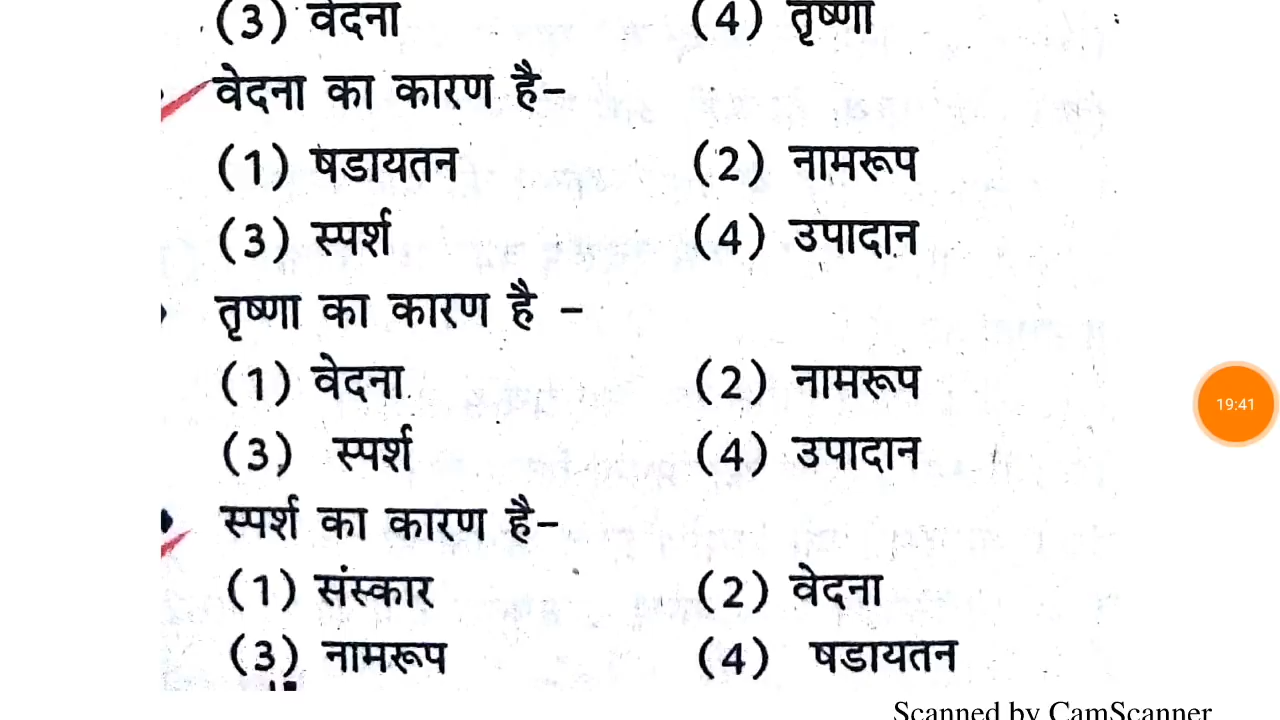 (3) वेदना (4) तृष्णा
वेदना का कारण है–
(1) षडायतन (2) नामरूप
(3) स्पर्श (4) उपादान
तृष्णा का कारण है –
(1) वेदना (2) नामरूप
19:41
(3) स्पर्श (4) उपादान
स्पर्श का कारण है–
(1) संस्कार (2) वेदना
(3) नामरूप (4) षडायतन
Scanned by CamScanner